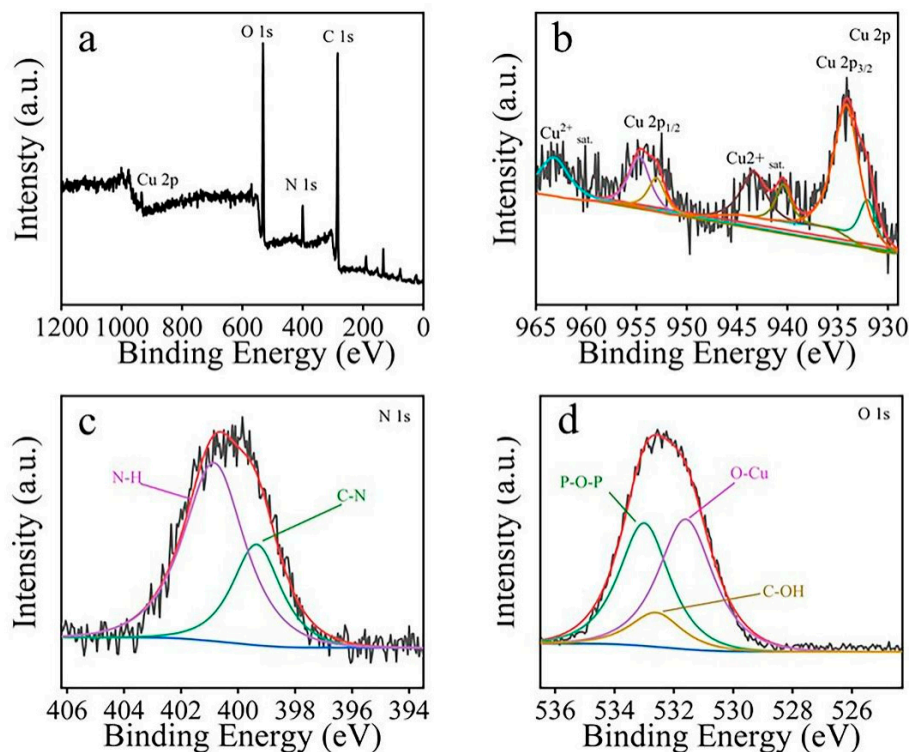 a
O 1s
C 1s
Cu 2p
N 1s
Intensty (a.u.)
1200 1000 800 600 400 200 0
Binding Energy (eV)
b
Cu 2p
Cu 2p3/2
Cu 2p1/2
Cu2+ sat.
Cu2+ sat.
Intensity (a.u.)
965 960 955 950 945 940 935 930
Binding Energy (eV)
c
N 1s
N-H
C-N
Intensity (a.u.)
406 404 402 400 398 396 394
Binding Energy (eV)
d
O 1s
P-O-P
O-Cu
C-OH
Intensity (a.u.)
536 534 532 530 528 526
Binding Energy (eV)